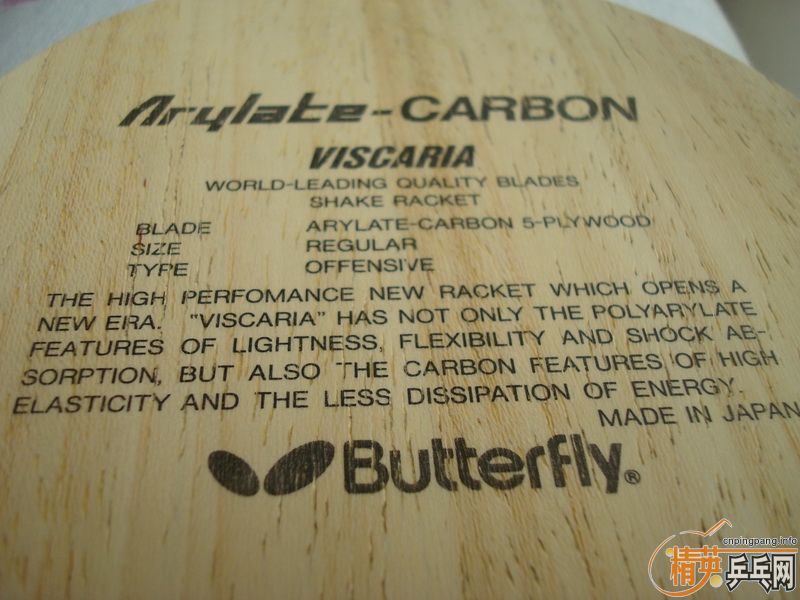 Arylate-CARBON
VISCARIA
WORLD-LEADING QUALITY BLADES
SHAKE RACKET
BLADE ARYLATE-CARBON 5-PLYWOOD
SIZE REGULAR
TYPE OFFENSIVE
THE HIGH PERFOMANCE NEW RACKET WHICH OPENS A
NEW ERA. "VISCARIA" HAS NOT ONLY THE POLYARYLATE
FEATURES OF LIGHTNESS, FLEXIBILITY AND SHOCK AB-
SORPTION, BUT ALSO THE CARBON FEATURES OF HIGH
ELASTICITY AND THE LESS DISSIPATION OF ENERGY.
MADE IN JAPAN
Butterfly®
cnpingpang.info
精英乒乓网